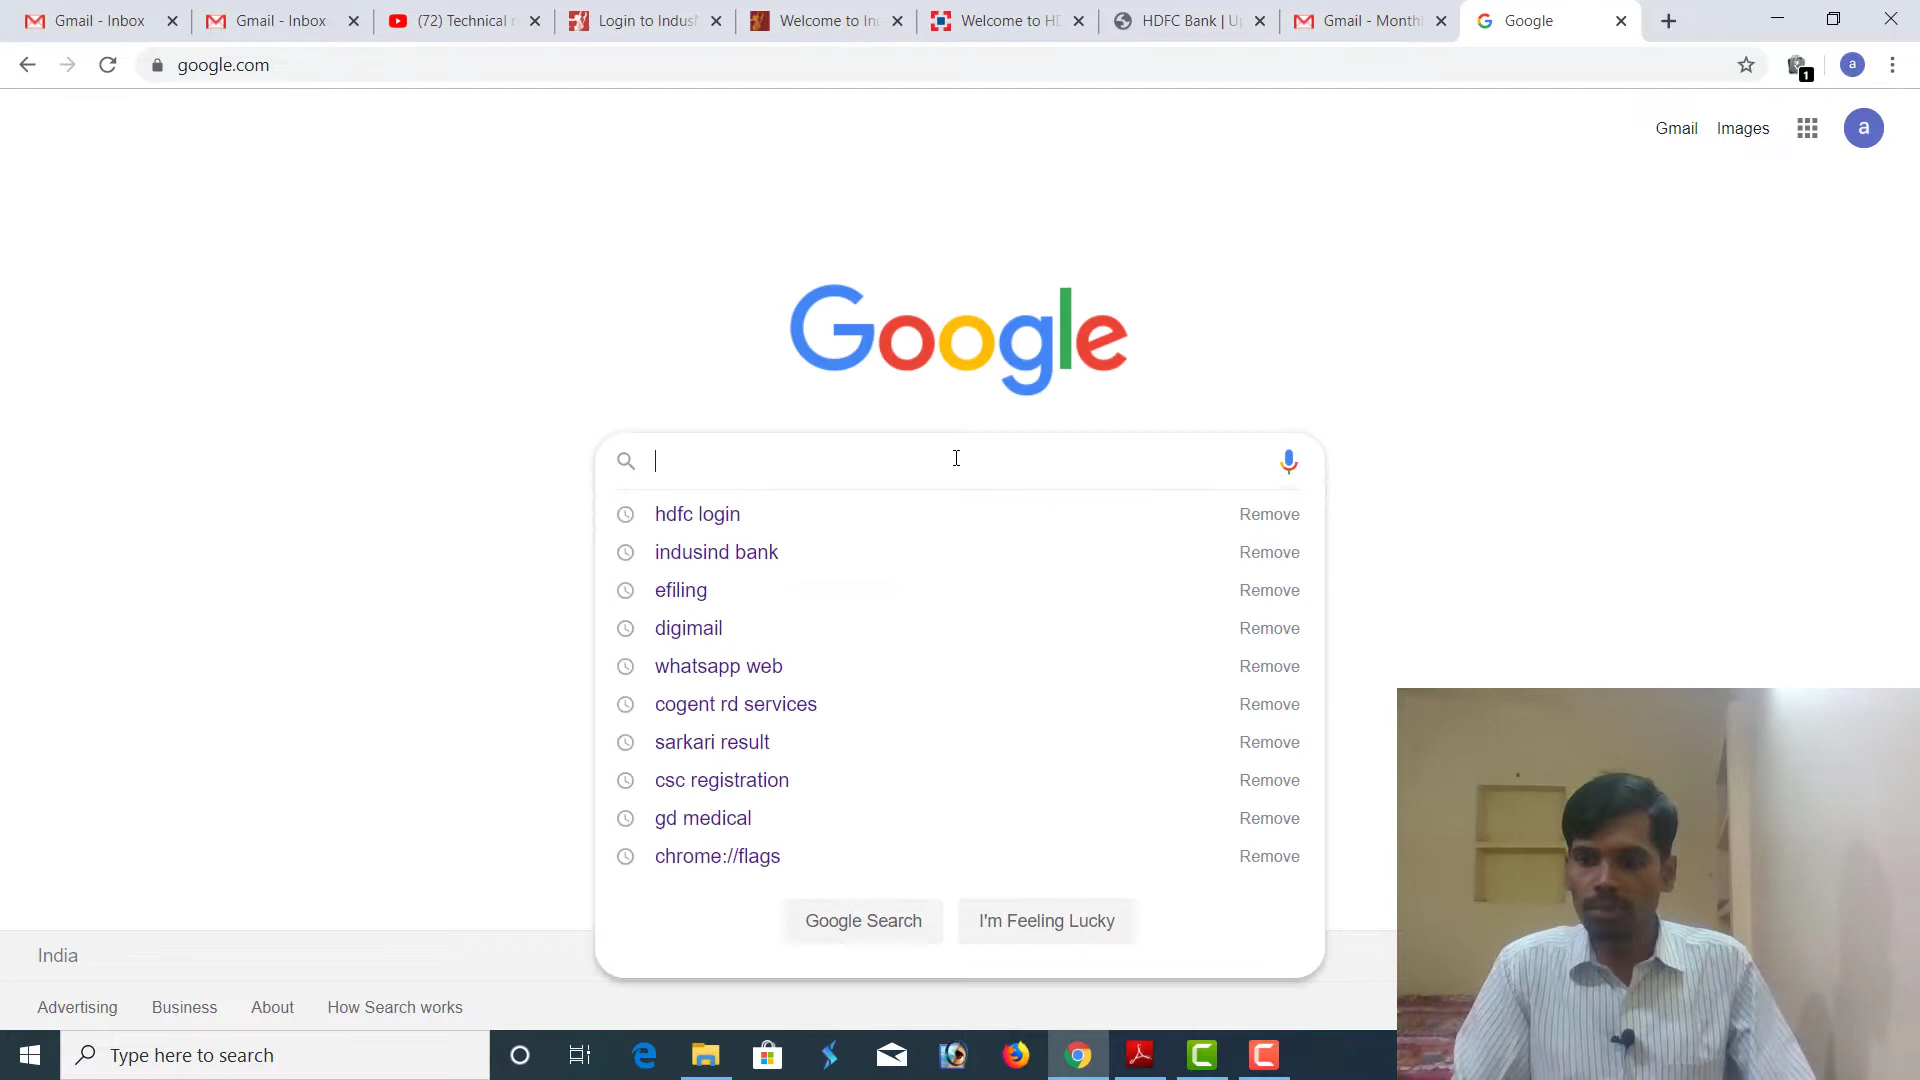 Gmail - Inbox
Gmail - Inbox
(72) Technical
Login to Indus
Welcome to In
Welcome to HD
HDFC Bank | Up
Gmail - Month
Google
google.com
1
a
Gmail
Images
a
Google
hdfc login
Remove
indusind bank
Remove
efiling
Remove
digimail
Remove
whatsapp web
Remove
cogent rd services
Remove
sarkari result
Remove
csc registration
Remove
gd medical
Remove
chrome://flags
Remove
Google Search
I'm Feeling Lucky
India
Advertising
Business
About
How Search works
Type here to search